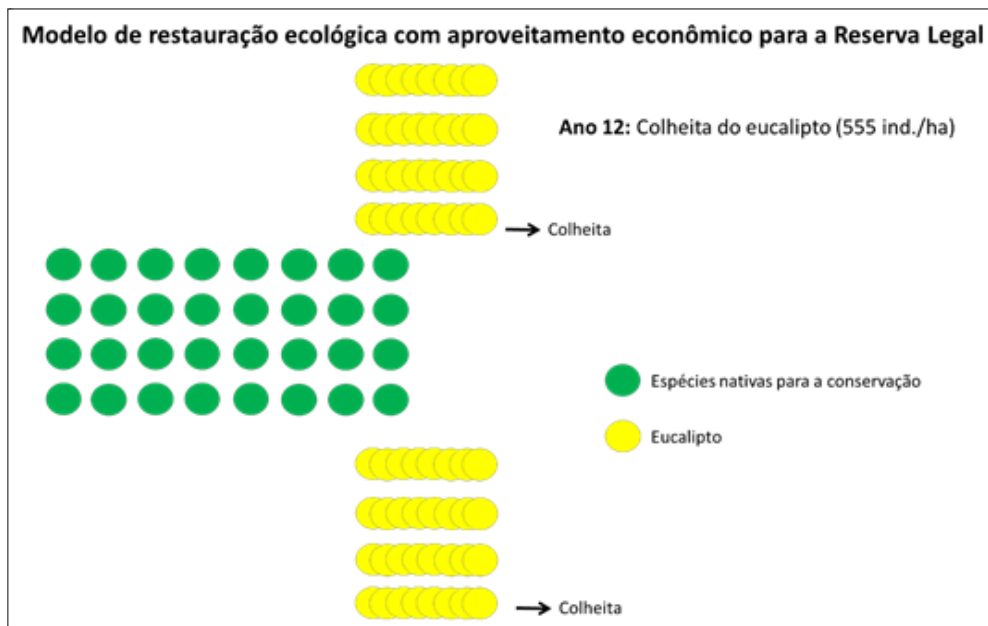 Modelo de restauração ecológica com aproveitamento econômico para a Reserva Legal
Ano 12: Colheita do eucalipto (555 ind./ha)
Colheita
Espécies nativas para a conservação
Eucalipto
Colheita